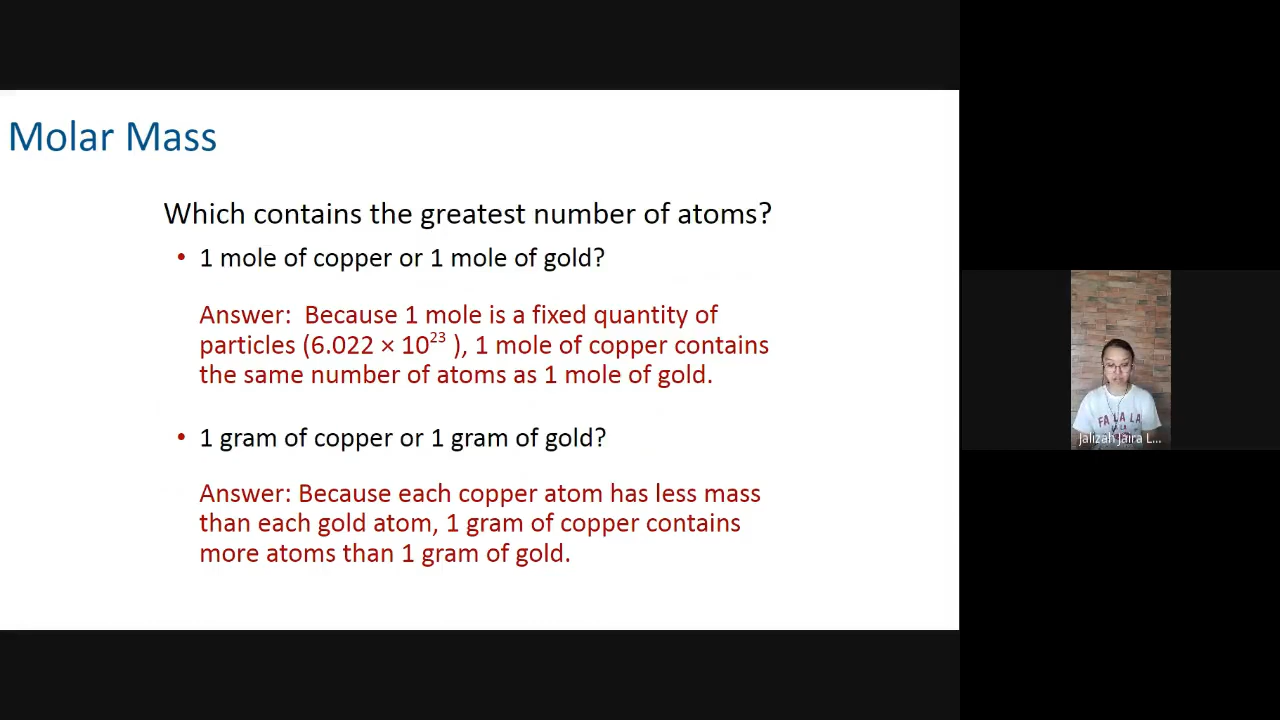 Molar Mass
Which contains the greatest number of atoms?
• 1 mole of copper or 1 mole of gold?
Answer:  Because 1 mole is a fixed quantity of
particles (6.022 × 10²³ ), 1 mole of copper contains
the same number of atoms as 1 mole of gold.
• 1 gram of copper or 1 gram of gold?
Answer: Because each copper atom has less mass
than each gold atom, 1 gram of copper contains
more atoms than 1 gram of gold.
FA LA LA
Jalizah Jaira L...